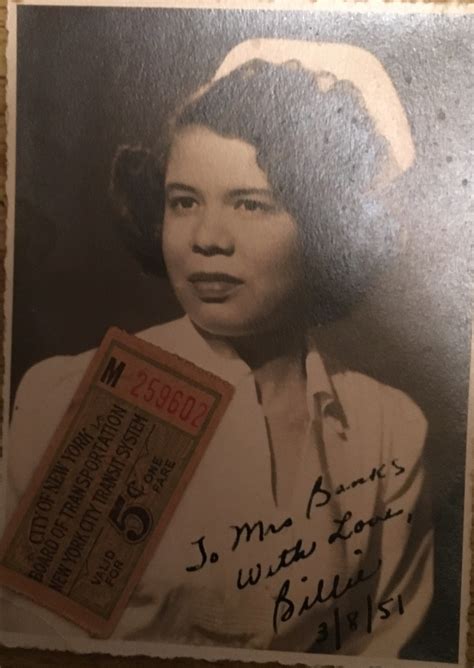 M 259602
CITY OF NEW YORK
BOARD OF TRANSPORTATION
NEW YORK CITY TRANSIT SYSTEM
VALID FOR 5¢ ONE FARE
To Mrs Banks
With Love,
Billie
3/8/51